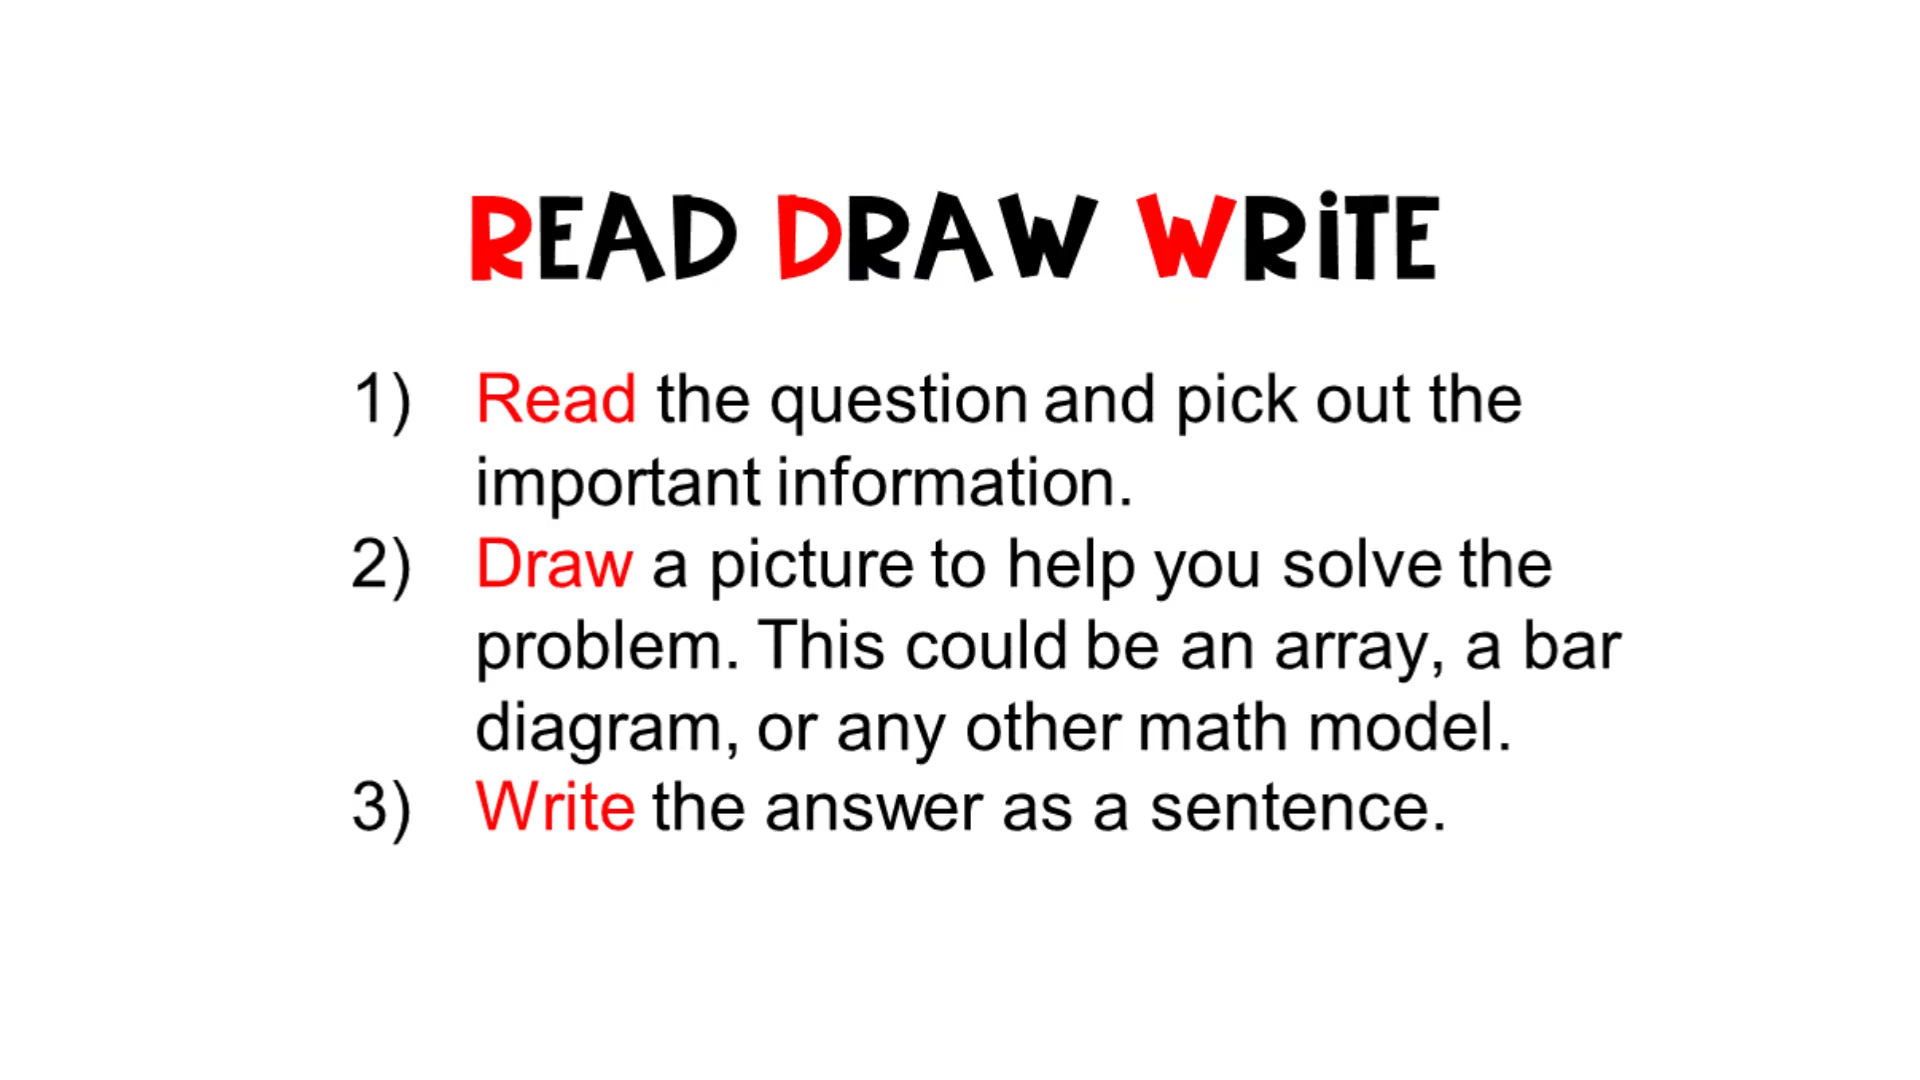 READ DRAW WRiTE
1) Read the question and pick out the
important information.
2) Draw a picture to help you solve the
problem. This could be an array, a bar
diagram, or any other math model.
3) Write the answer as a sentence.